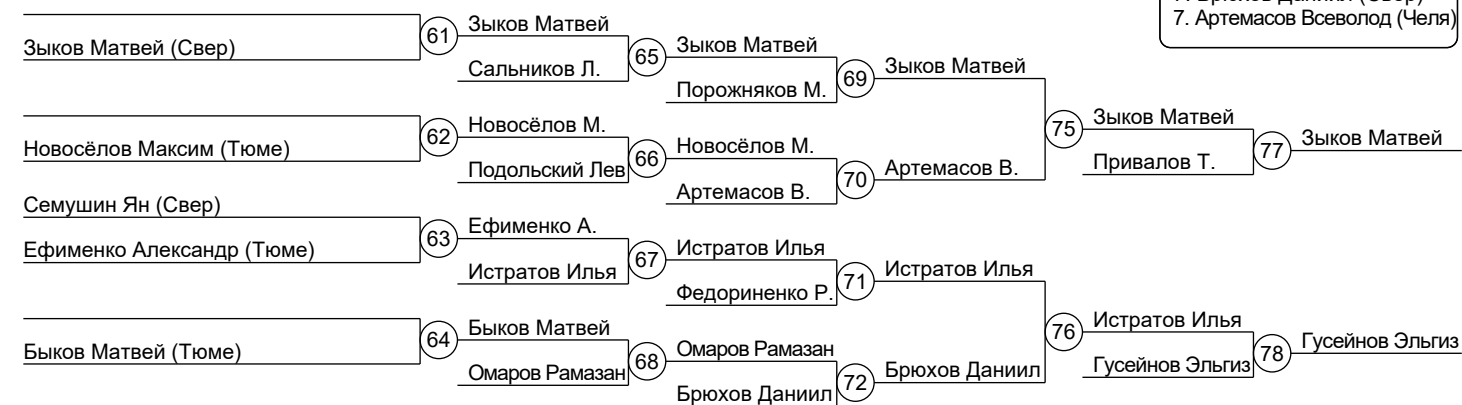 7. Брюхов Даниил (Свер)
7. Артемасов Всеволод (Челя)
Зыков Матвей (Свер)
61
Зыков Матвей
Сальников Л.
65
Зыков Матвей
Порожняков М.
69
Зыков Матвей
Новосёлов Максим (Тюме)
62
Новосёлов М.
Подольский Лев
66
Новосёлов М.
Артемасов В.
70
Артемасов В.
75
Зыков Матвей
Привалов Т.
77
Зыков Матвей
Семушин Ян (Свер)
Ефименко Александр (Тюме)
63
Ефименко А.
Истратов Илья
67
Истратов Илья
Федориненко Р.
71
Истратов Илья
Быков Матвей (Тюме)
64
Быков Матвей
Омаров Рамазан
68
Омаров Рамазан
Брюхов Даниил
72
Брюхов Даниил
76
Истратов Илья
Гусейнов Эльгиз
78
Гусейнов Эльгиз